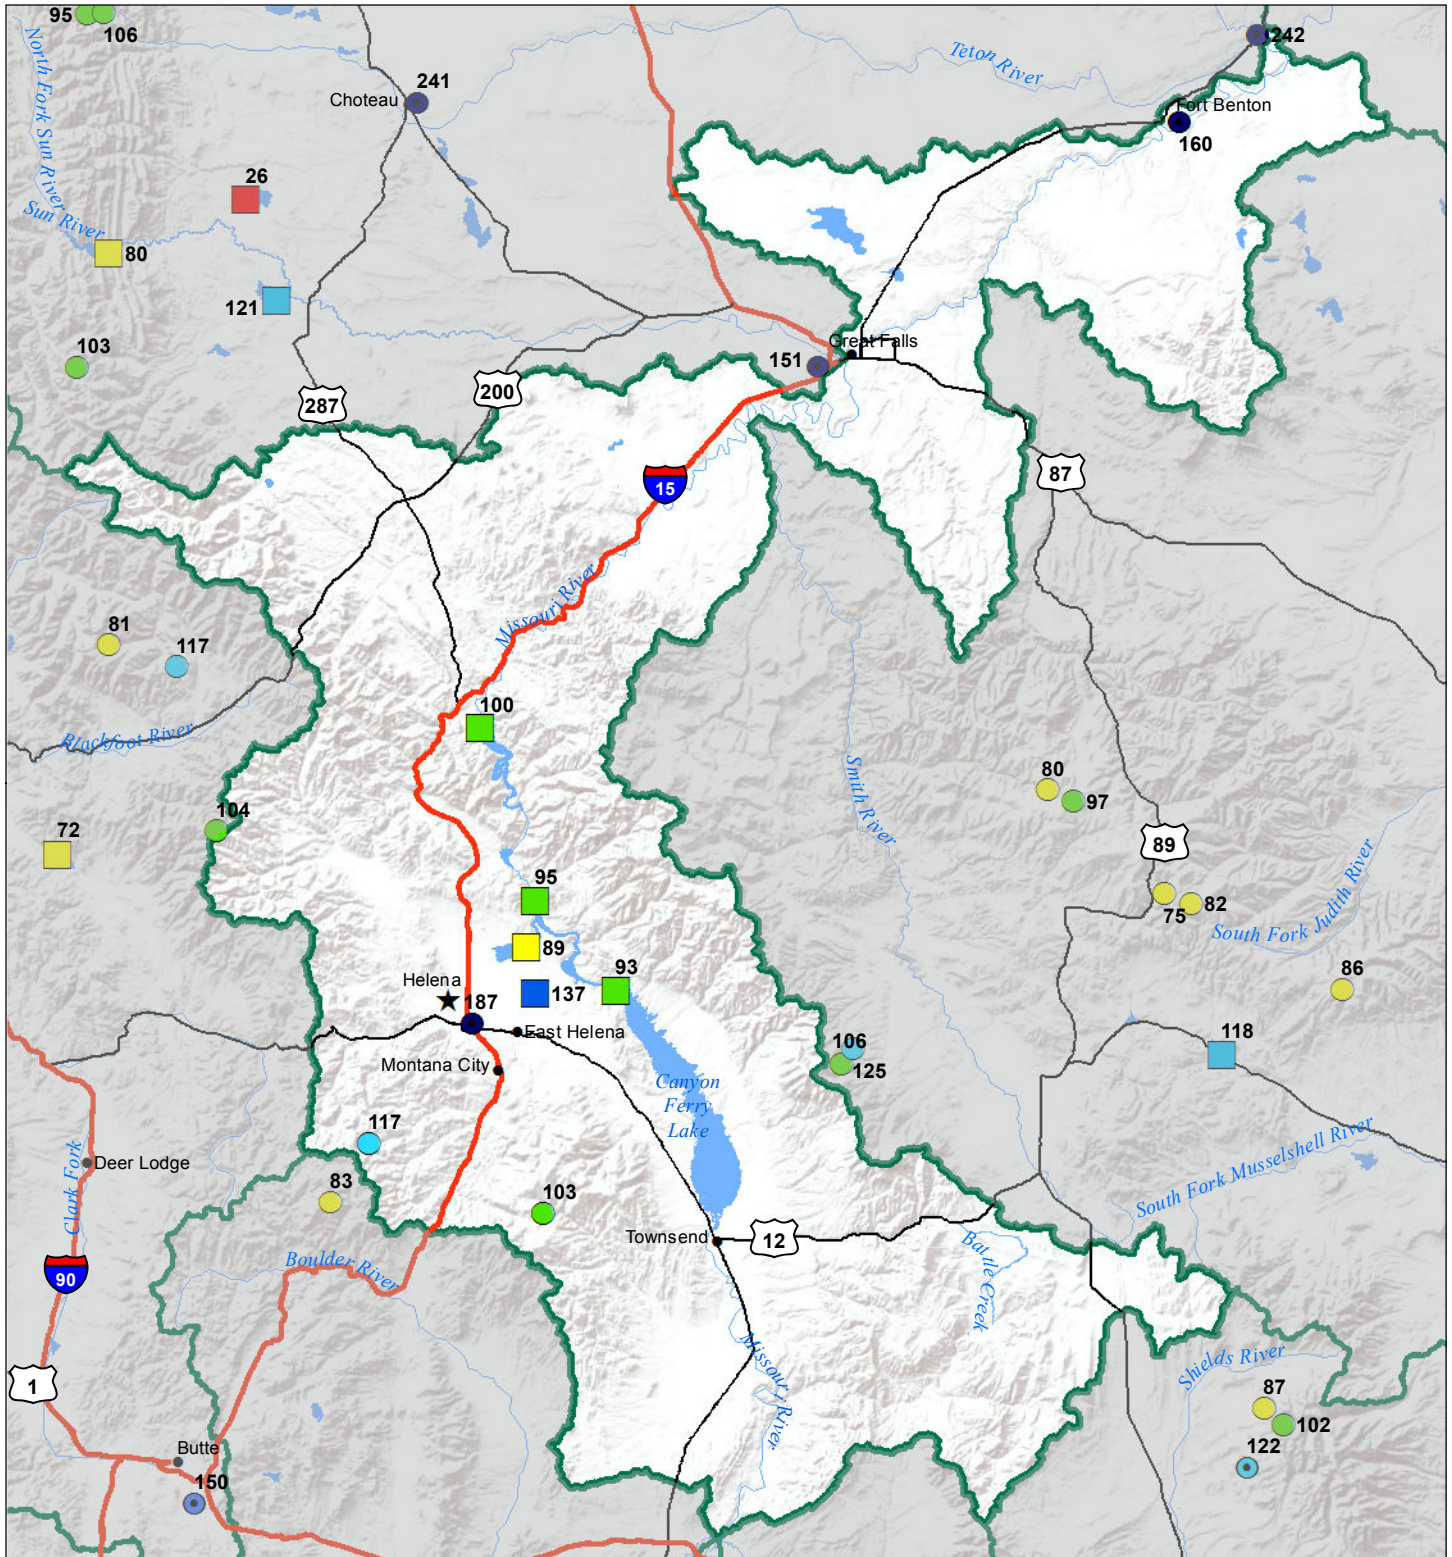 95
106
North Fork Sun River
Teton River
242
241
Choteau
Fort Benton
160
26
Sun River
80
121
103
151
Great Falls
287
200
87
15
Missouri River
81
117
Blackfoot River
100
Smith River
80
97
104
72
89
95
75
82
South Fork Judith River
89
93
Helena
137
86
187
East Helena
106
125
118
Montana City
Canyon
Ferry
Lake
117
Clark Fork
Deer Lodge
South Fork Musselshell River
83
103
Townsend
12
Battle Creek
Boulder River
90
Missouri River
Shields River
1
87
102
122
Butte
150